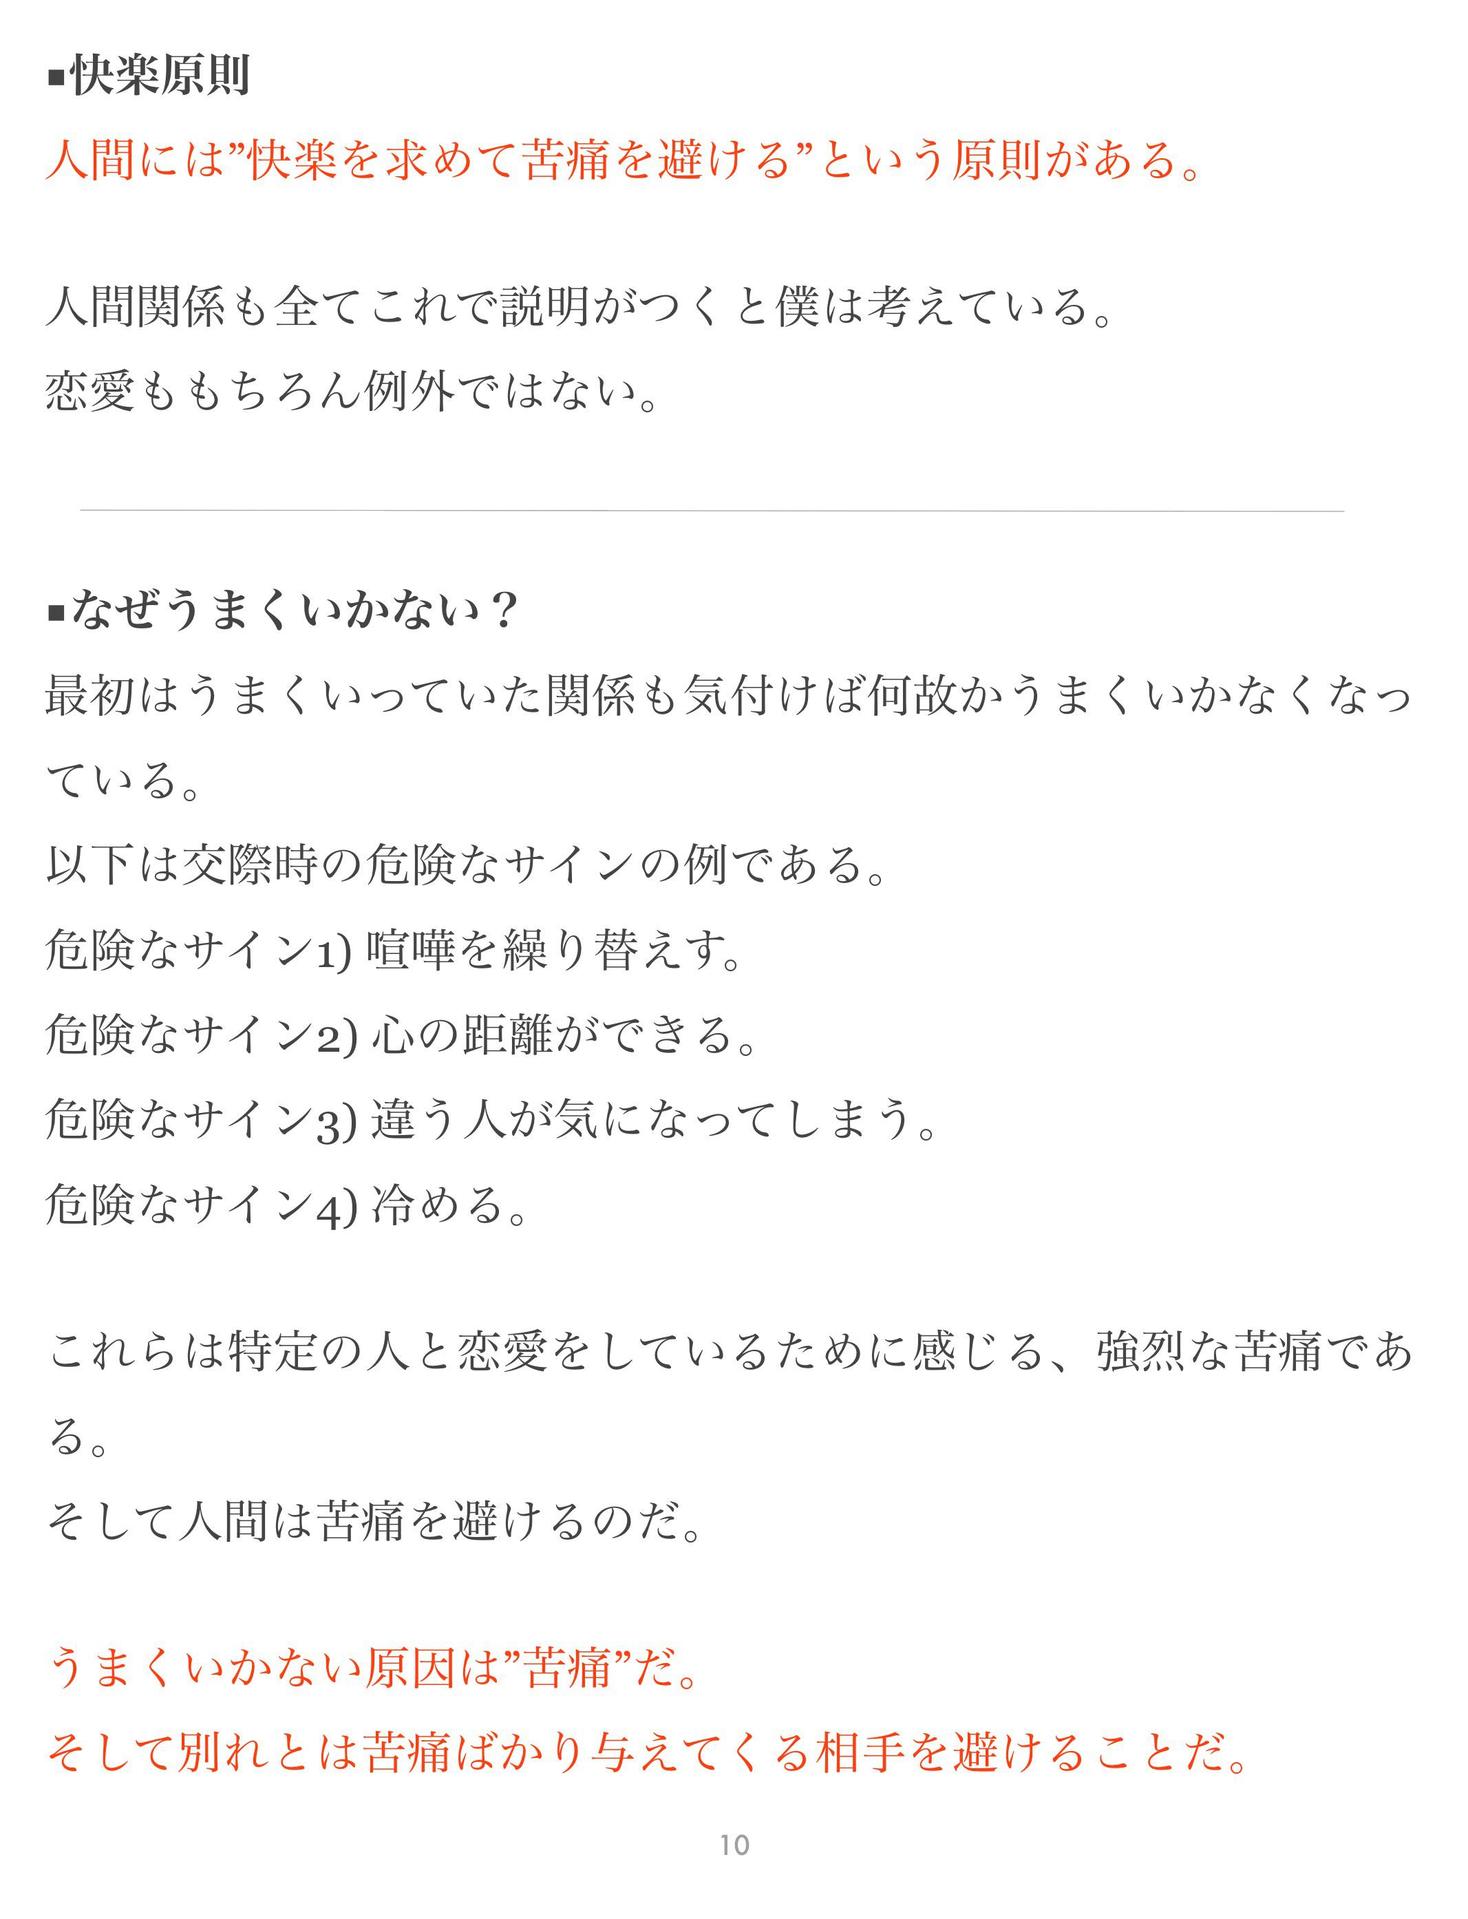 ■快楽原則
人間には”快楽を求めて苦痛を避ける”という原則がある。
人間関係も全てこれで説明がつくと僕は考えている。
恋愛ももちろん例外ではない。
■なぜうまくいかない？
最初はうまくいっていた関係も気付けば何故かうまくいかなくなっ
ている。
以下は交際時の危険なサインの例である。
危険なサイン1) 喧嘩を繰り替えす。
危険なサイン2) 心の距離ができる。
危険なサイン3) 違う人が気になってしまう。
危険なサイン4) 冷める。
これらは特定の人と恋愛をしているために感じる、強烈な苦痛であ
る。
そして人間は苦痛を避けるのだ。
うまくいかない原因は”苦痛”だ。
そして別れとは苦痛ばかり与えてくる相手を避けることだ。
10